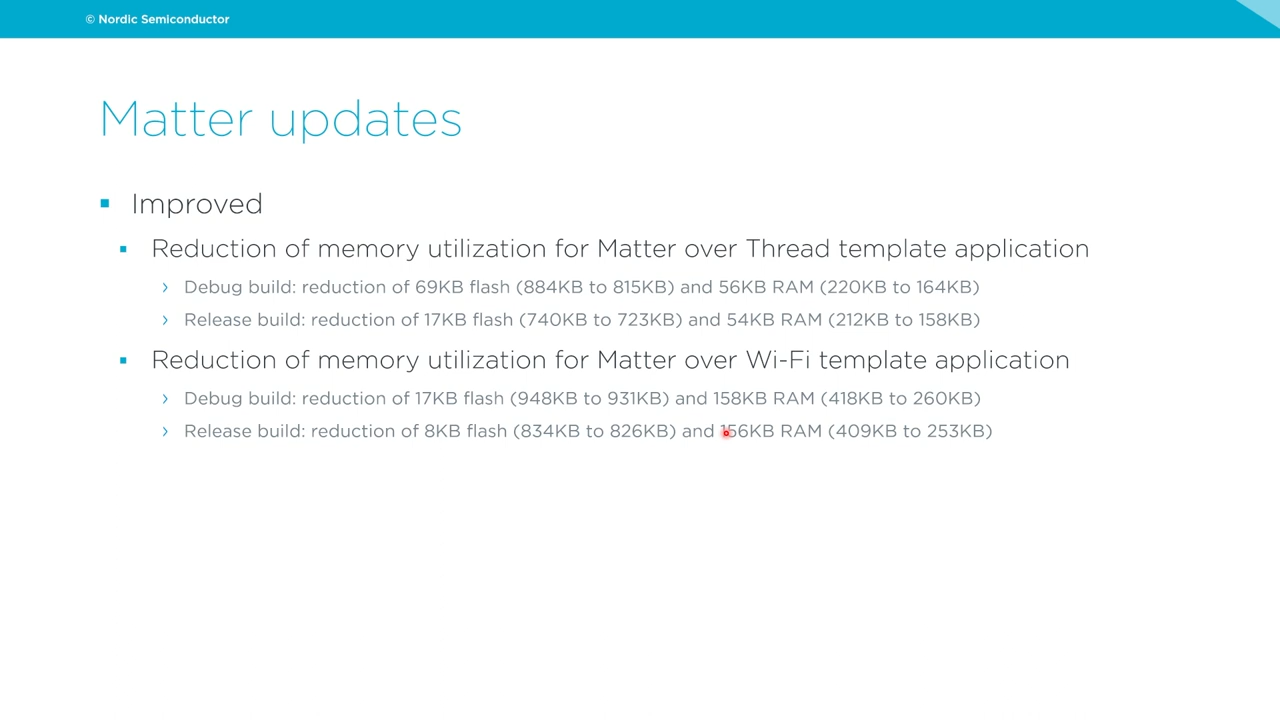 © Nordic Semiconductor
Matter updates
Improved
Reduction of memory utilization for Matter over Thread template application
Debug build: reduction of 69KB flash (884KB to 815KB) and 56KB RAM (220KB to 164KB)
Release build: reduction of 17KB flash (740KB to 723KB) and 54KB RAM (212KB to 158KB)
Reduction of memory utilization for Matter over Wi-Fi template application
Debug build: reduction of 17KB flash (948KB to 931KB) and 158KB RAM (418KB to 260KB)
Release build: reduction of 8KB flash (834KB to 826KB) and 156KB RAM (409KB to 253KB)